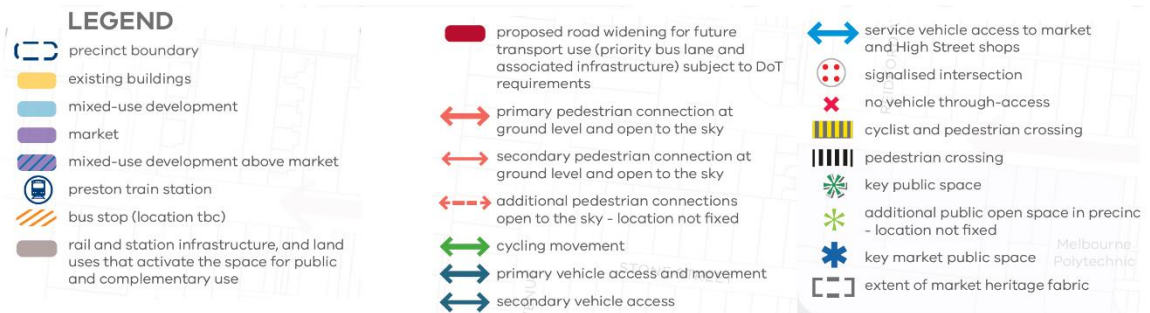 LEGEND
precinct boundary
existing buildings
mixed-use development
market
mixed-use development above market
preston train station
bus stop (location tbc)
rail and station infrastructure, and land
uses that activate the space for public
and complementary use
proposed road widening for future
transport use (priority bus lane and
associated infrastructure) subject to DoT
requirements
primary pedestrian connection at
ground level and open to the sky
secondary pedestrian connection at
ground level and open to the sky
additional pedestrian connections
open to the sky - location not fixed
cycling movement
primary vehicle access and movement
secondary vehicle access
service vehicle access to market
and High Street shops
signalised intersection
no vehicle through-access
cyclist and pedestrian crossing
pedestrian crossing
key public space
additional public open space in precinc
- location not fixed
key market public space
extent of market heritage fabric
Melbourne
Polytechnic